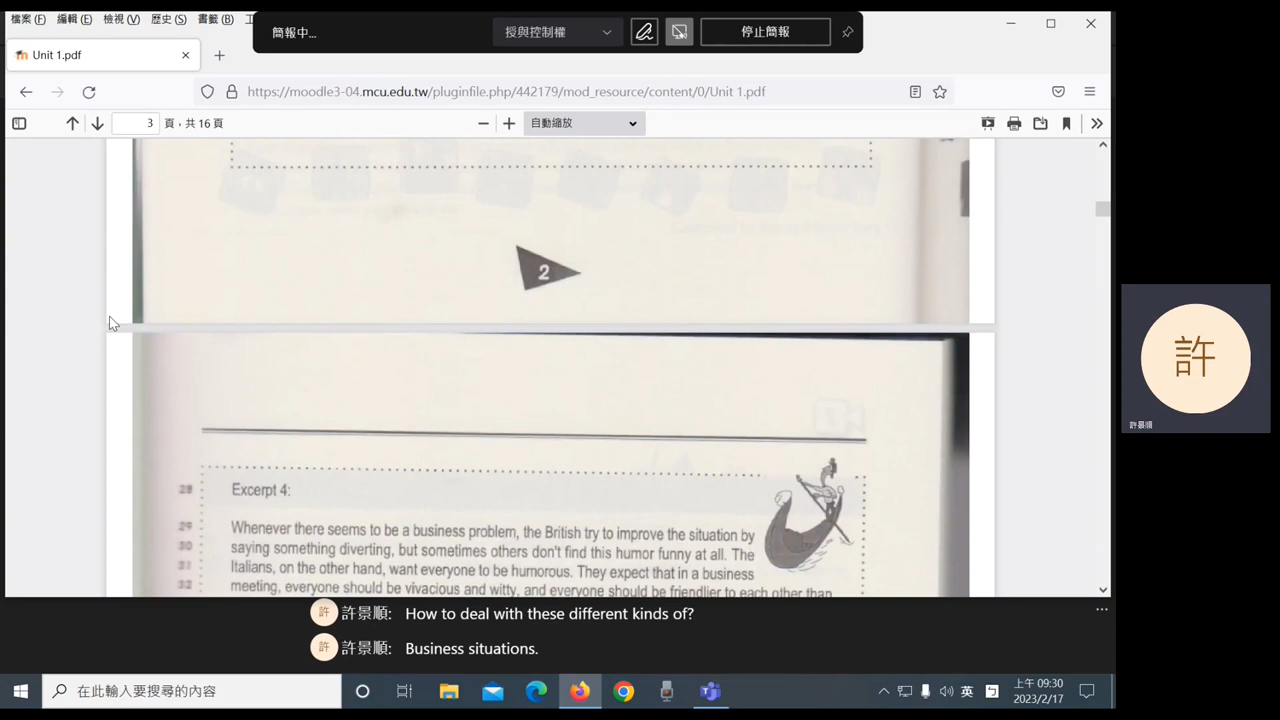 檔案(F) 編輯(E) 檢視(V) 歷史(S) 書籤(B)
簡報中...
授與控制權
停止簡報
Unit 1.pdf
https://moodle3-04.mcu.edu.tw/pluginfile.php/442179/mod_resource/content/0/Unit 1.pdf
3 頁，共 16 頁
自動縮放
2
28 Excerpt 4:
29 Whenever there seems to be a business problem, the British try to improve the situation by
30 saying something diverting, but sometimes others don't find this humor funny at all. The
31 Italians, on the other hand, want everyone to be humorous. They expect that in a business
32 meeting, everyone should be vivacious and witty, and everyone should be friendlier to each other than
許
許景順
許 許景順: How to deal with these different kinds of?
許 許景順: Business situations.
在此輸入要搜尋的內容
英
上午 09:30
2023/2/17